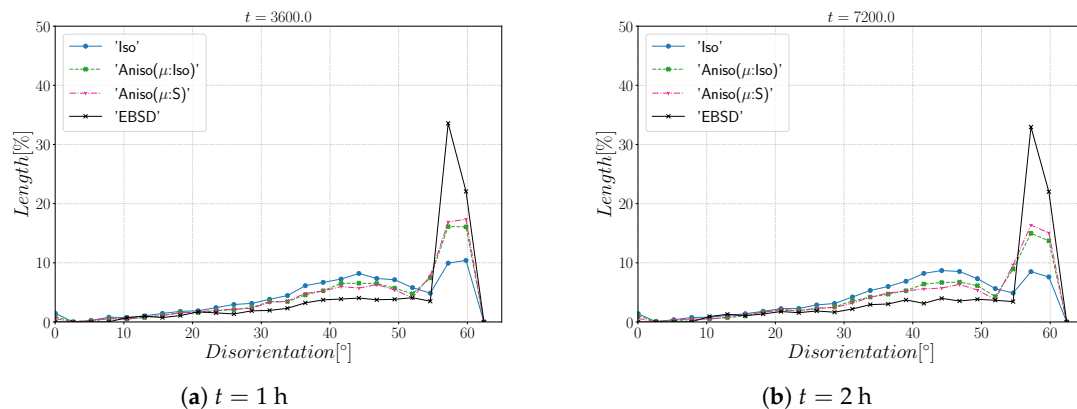 t = 3600.0
50
40
30
20
10
0
Length[%]
'Iso'
'Aniso(μ:Iso)'
'Aniso(μ:S)'
'EBSD'
0 10 20 30 40 50 60
Disorientation[°]
(a) t = 1 h
t = 7200.0
50
40
30
20
10
0
Length[%]
'Iso'
'Aniso(μ:Iso)'
'Aniso(μ:S)'
'EBSD'
0 10 20 30 40 50 60
Disorientation[°]
(b) t = 2 h